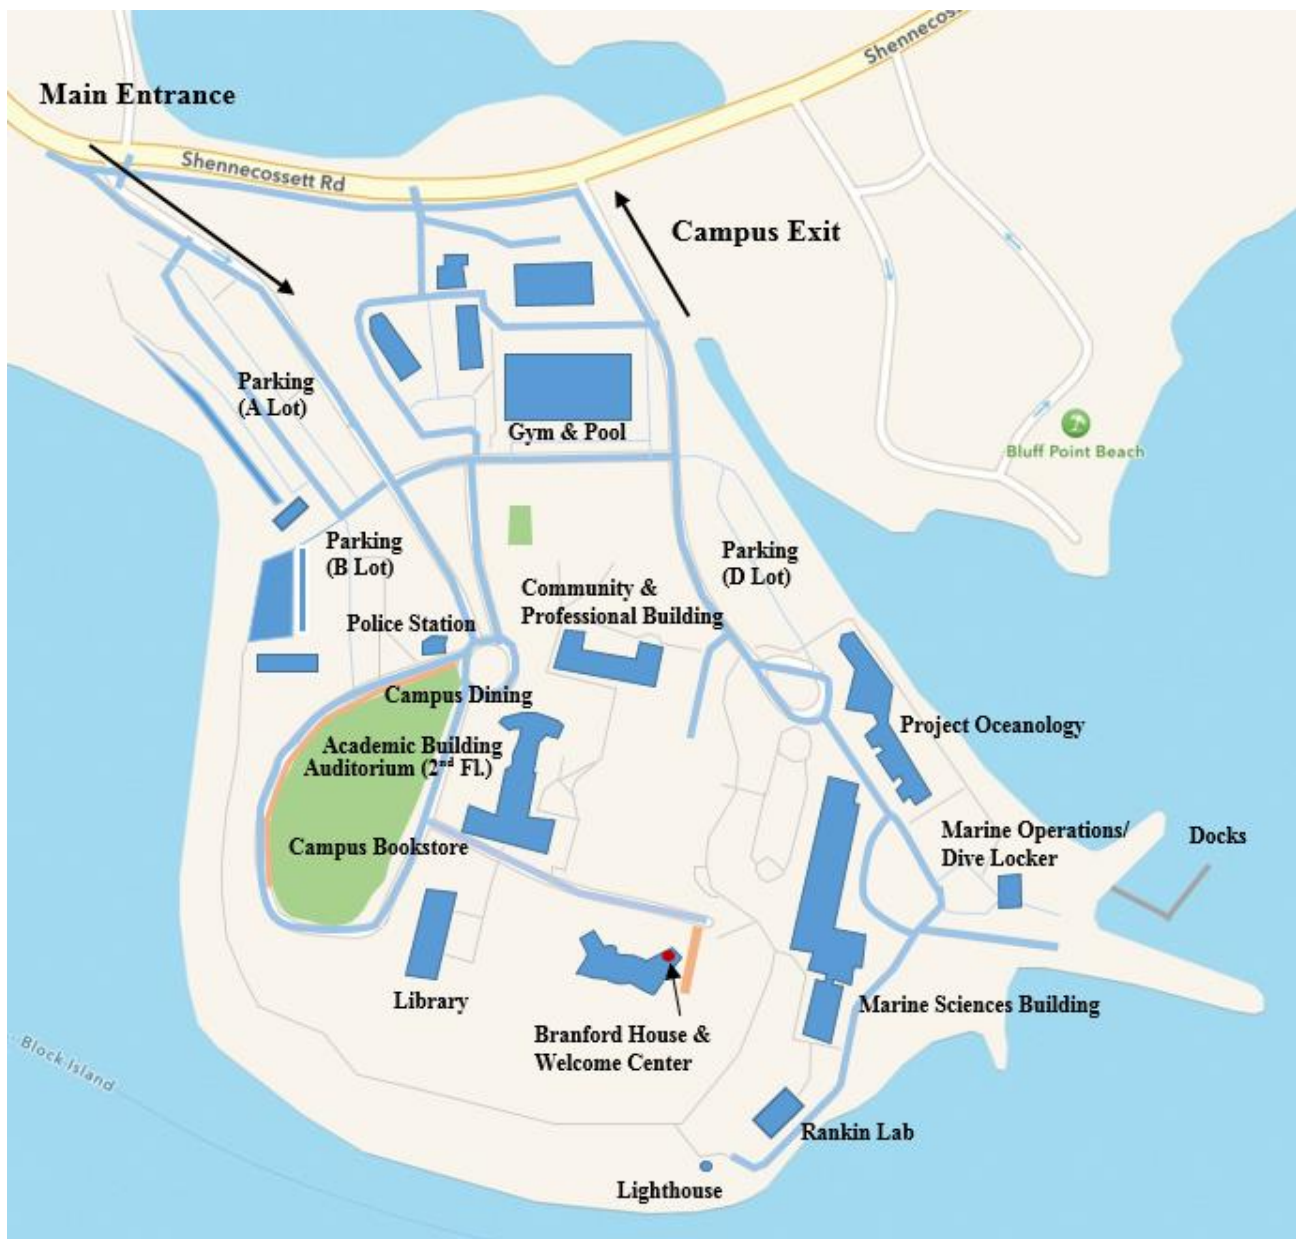 Shennecoss
Main Entrance
Shennecossett Rd
Campus Exit
Parking
(A Lot)
Gym & Pool
Bluff Point Beach
Parking
(B Lot)
Parking
(D Lot)
Community &
Professional Building
Police Station
Campus Dining
Project Oceanology
Academic Building
Auditorium (2nd Fl.)
Marine Operations/
Dive Locker
Docks
Campus Bookstore
Library
Marine Sciences Building
Branford House &
Welcome Center
Block Island
Rankin Lab
Lighthouse